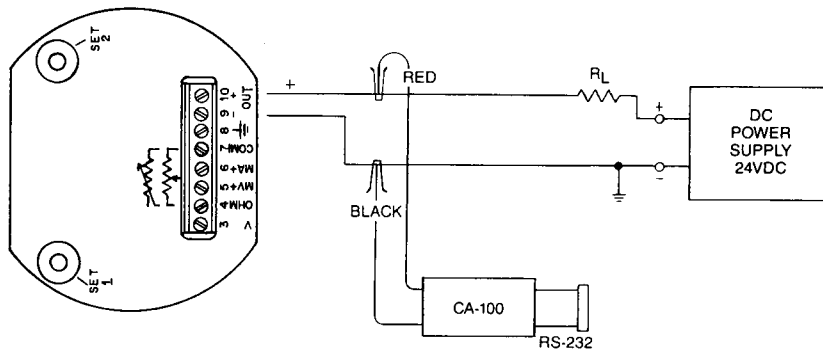 SET
2
10 + OUT
9 -
8
7 COM
6 MA+
5 MV+
4 OHM+
3 V
SET
1
+
RED
BLACK
RL
+
-
DC
POWER
SUPPLY
24VDC
CA-100
RS-232